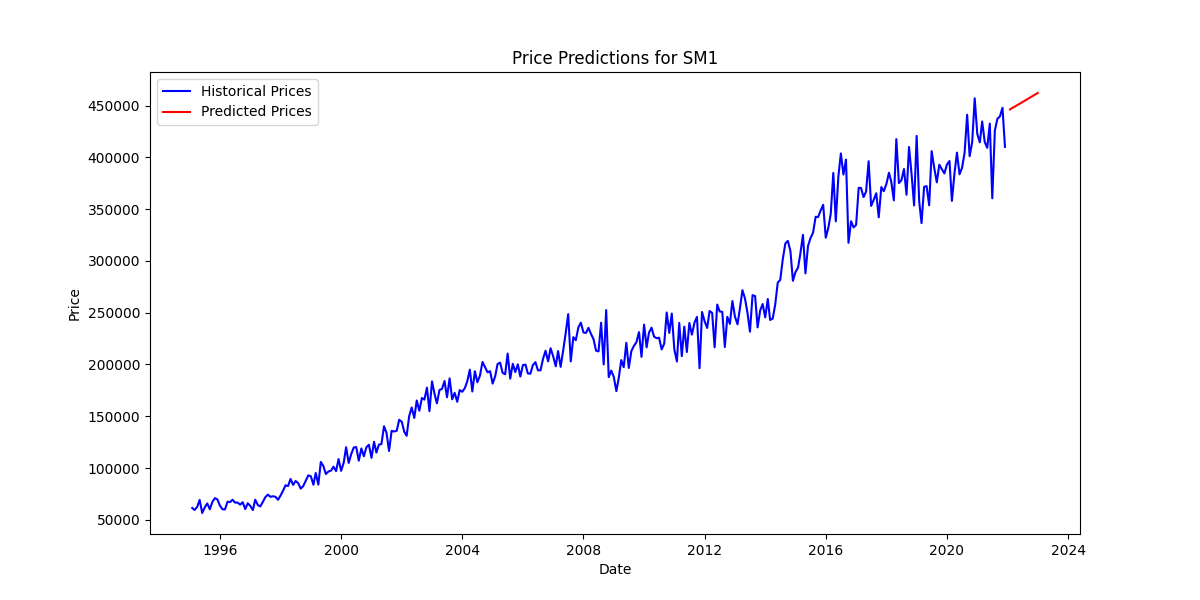 Price Predictions for SM1
Historical Prices
Predicted Prices
450000
400000
350000
300000
250000
200000
150000
100000
50000
Price
1996 2000 2004 2008 2012 2016 2020 2024
Date